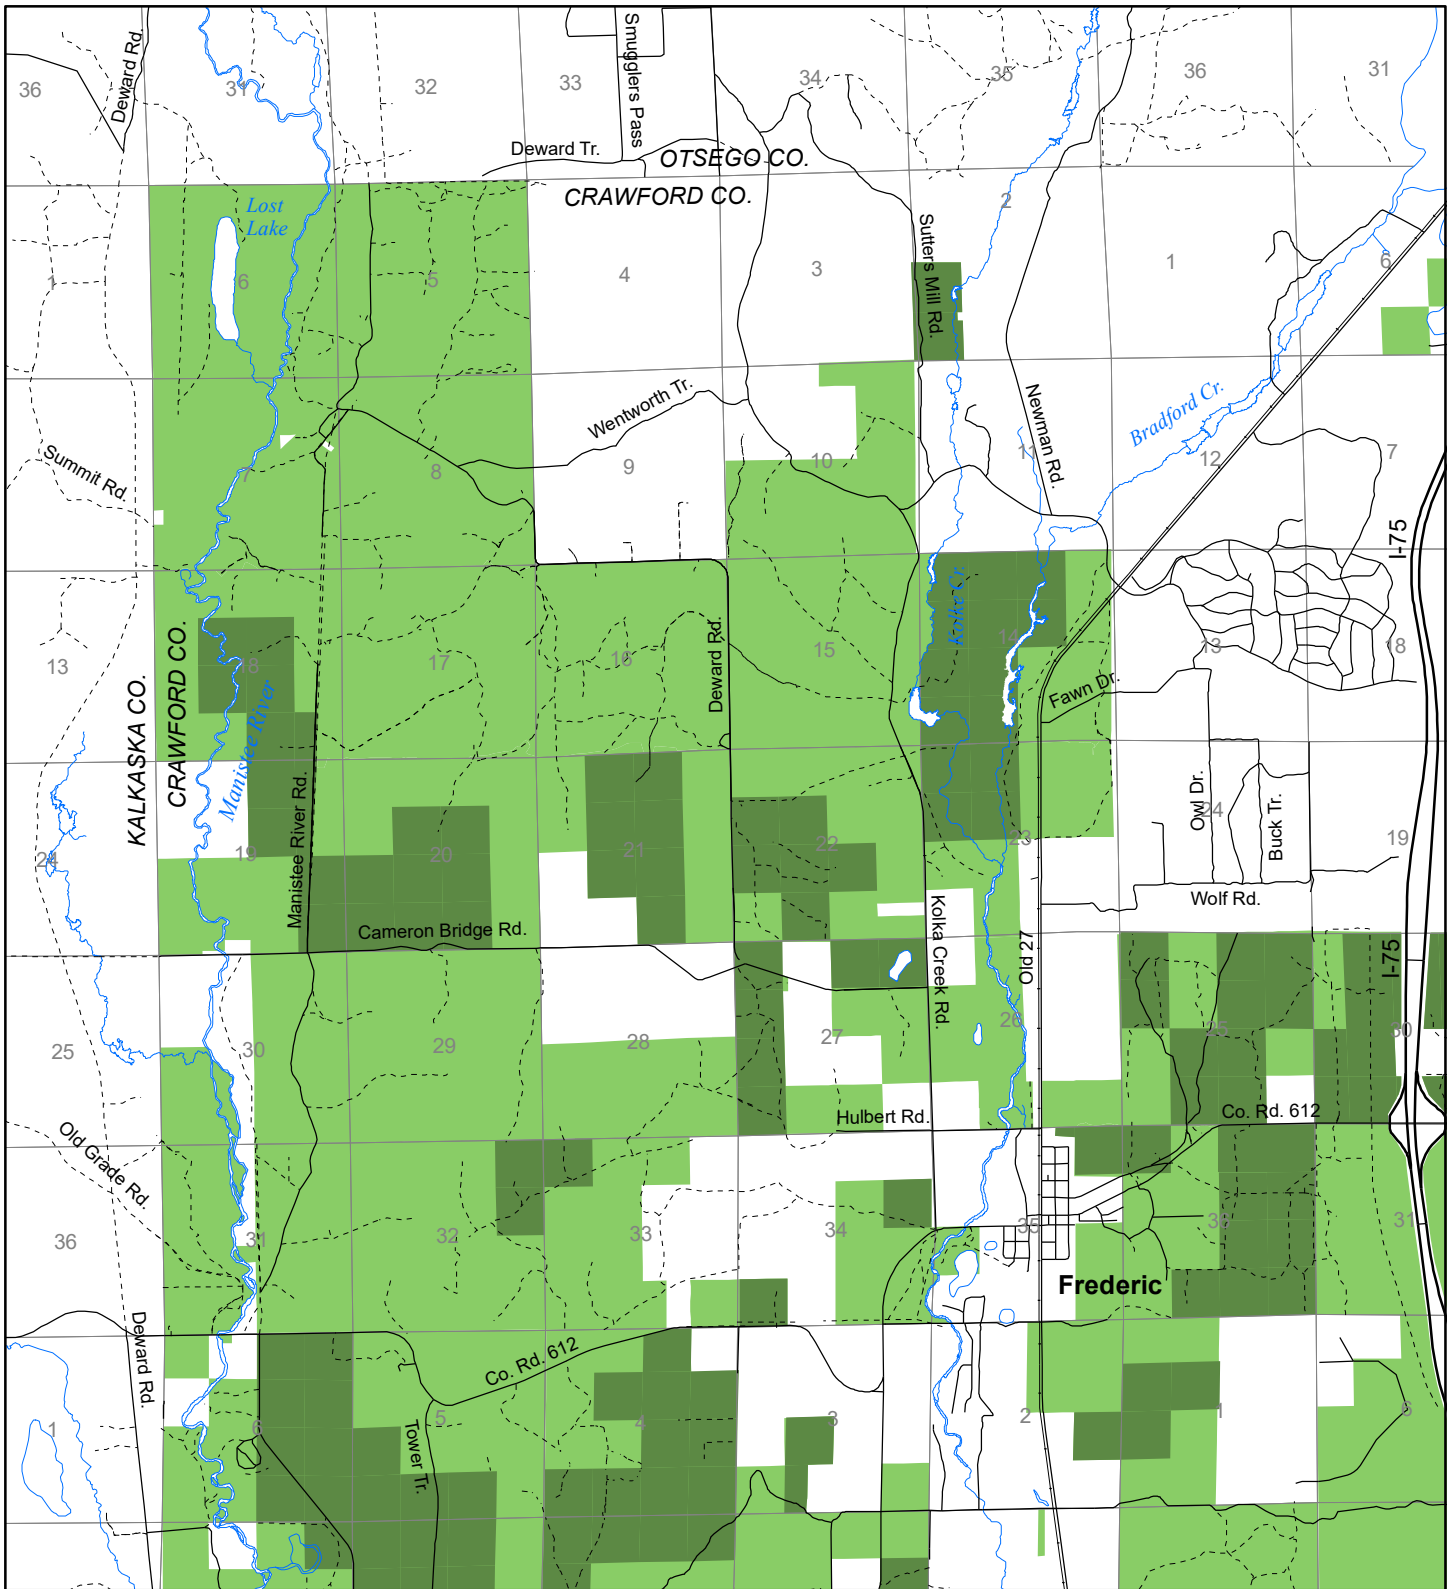 36
Deward Rd.
31
32
33
Smugglers Pass
34
35
36
31
Deward Tr.
OTSEGO CO.
CRAWFORD CO.
Lost
Lake
1
6
5
4
3
Sutters Mill Rd.
2
1
6
Summit Rd.
7
8
Wentworth Tr.
9
10
11
Newman Rd.
Bradford Cr.
12
7
I-75
13
KALKASKA CO.
CRAWFORD CO.
18
Manistee River
17
16
Deward Rd.
15
Kolke Cr.
14
Fawn Dr.
13
18
24
19
Manistee River Rd.
20
21
22
23
Owl Dr.
24
Buck Tr.
19
Wolf Rd.
Cameron Bridge Rd.
Kolka Creek Rd.
Old 27
I-75
25
30
29
28
27
26
25
30
Hulbert Rd.
Co. Rd. 612
Old Grade Rd.
36
31
32
33
34
35
36
31
Frederic
Deward Rd.
Co. Rd. 612
1
6
Tower Tr.
5
4
3
2
1
6